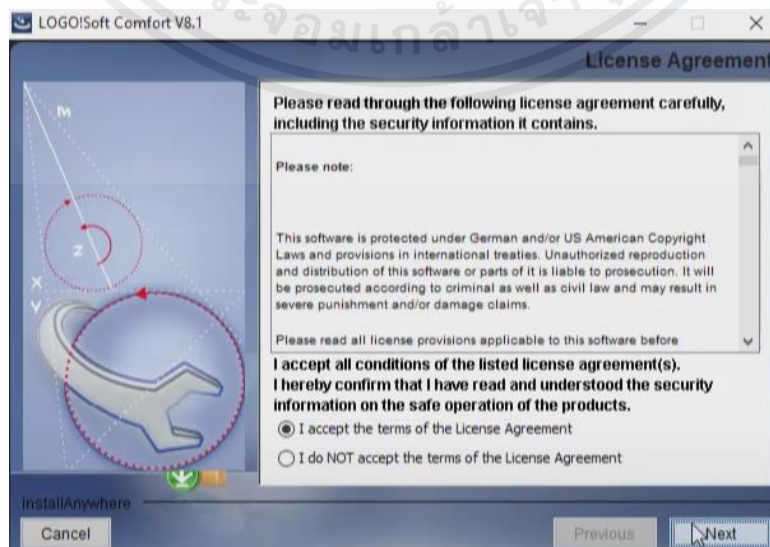 LOGO!Soft Comfort V8.1
License Agreement
Please read through the following license agreement carefully,
including the security information it contains.
Please note:
This software is protected under German and/or US American Copyright
Laws and provisions in international treaties. Unauthorized reproduction
and distribution of this software or parts of it is liable to prosecution. It will
be prosecuted according to criminal as well as civil law and may result in
severe punishment and/or damage claims.
Please read all license provisions applicable to this software before
I accept all conditions of the listed license agreement(s).
I hereby confirm that I have read and understood the security
information on the safe operation of the products.
I accept the terms of the License Agreement
I do NOT accept the terms of the License Agreement
M
Z
X
Y
InstallAnywhere
Cancel
Previous
Next